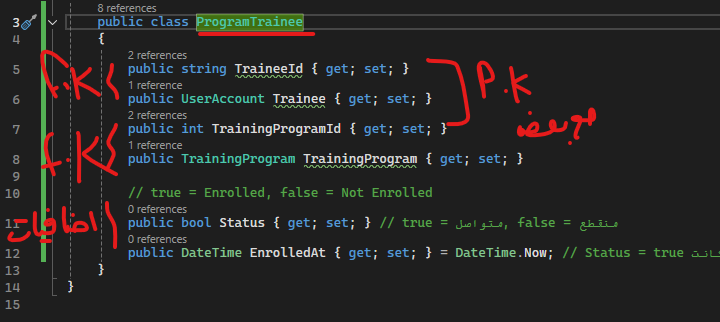 8 references
3 public class ProgramTrainee
4 {
2 references
5 public string TraineeId { get; set; }
1 reference
6 public UserAccount Trainee { get; set; }
2 references
7 public int TrainingProgramId { get; set; }
1 reference
8 public TrainingProgram TrainingProgram { get; set; }
9
10 // true = Enrolled, false = Not Enrolled
0 references
11 public bool Status { get; set; } // true = متواصل, false = منقطع
0 references
12 public DateTime EnrolledAt { get; set; } = DateTime.Now; // Status = true كانت
13 }
14 }
15
F.K
F.K
P.K
اضافات